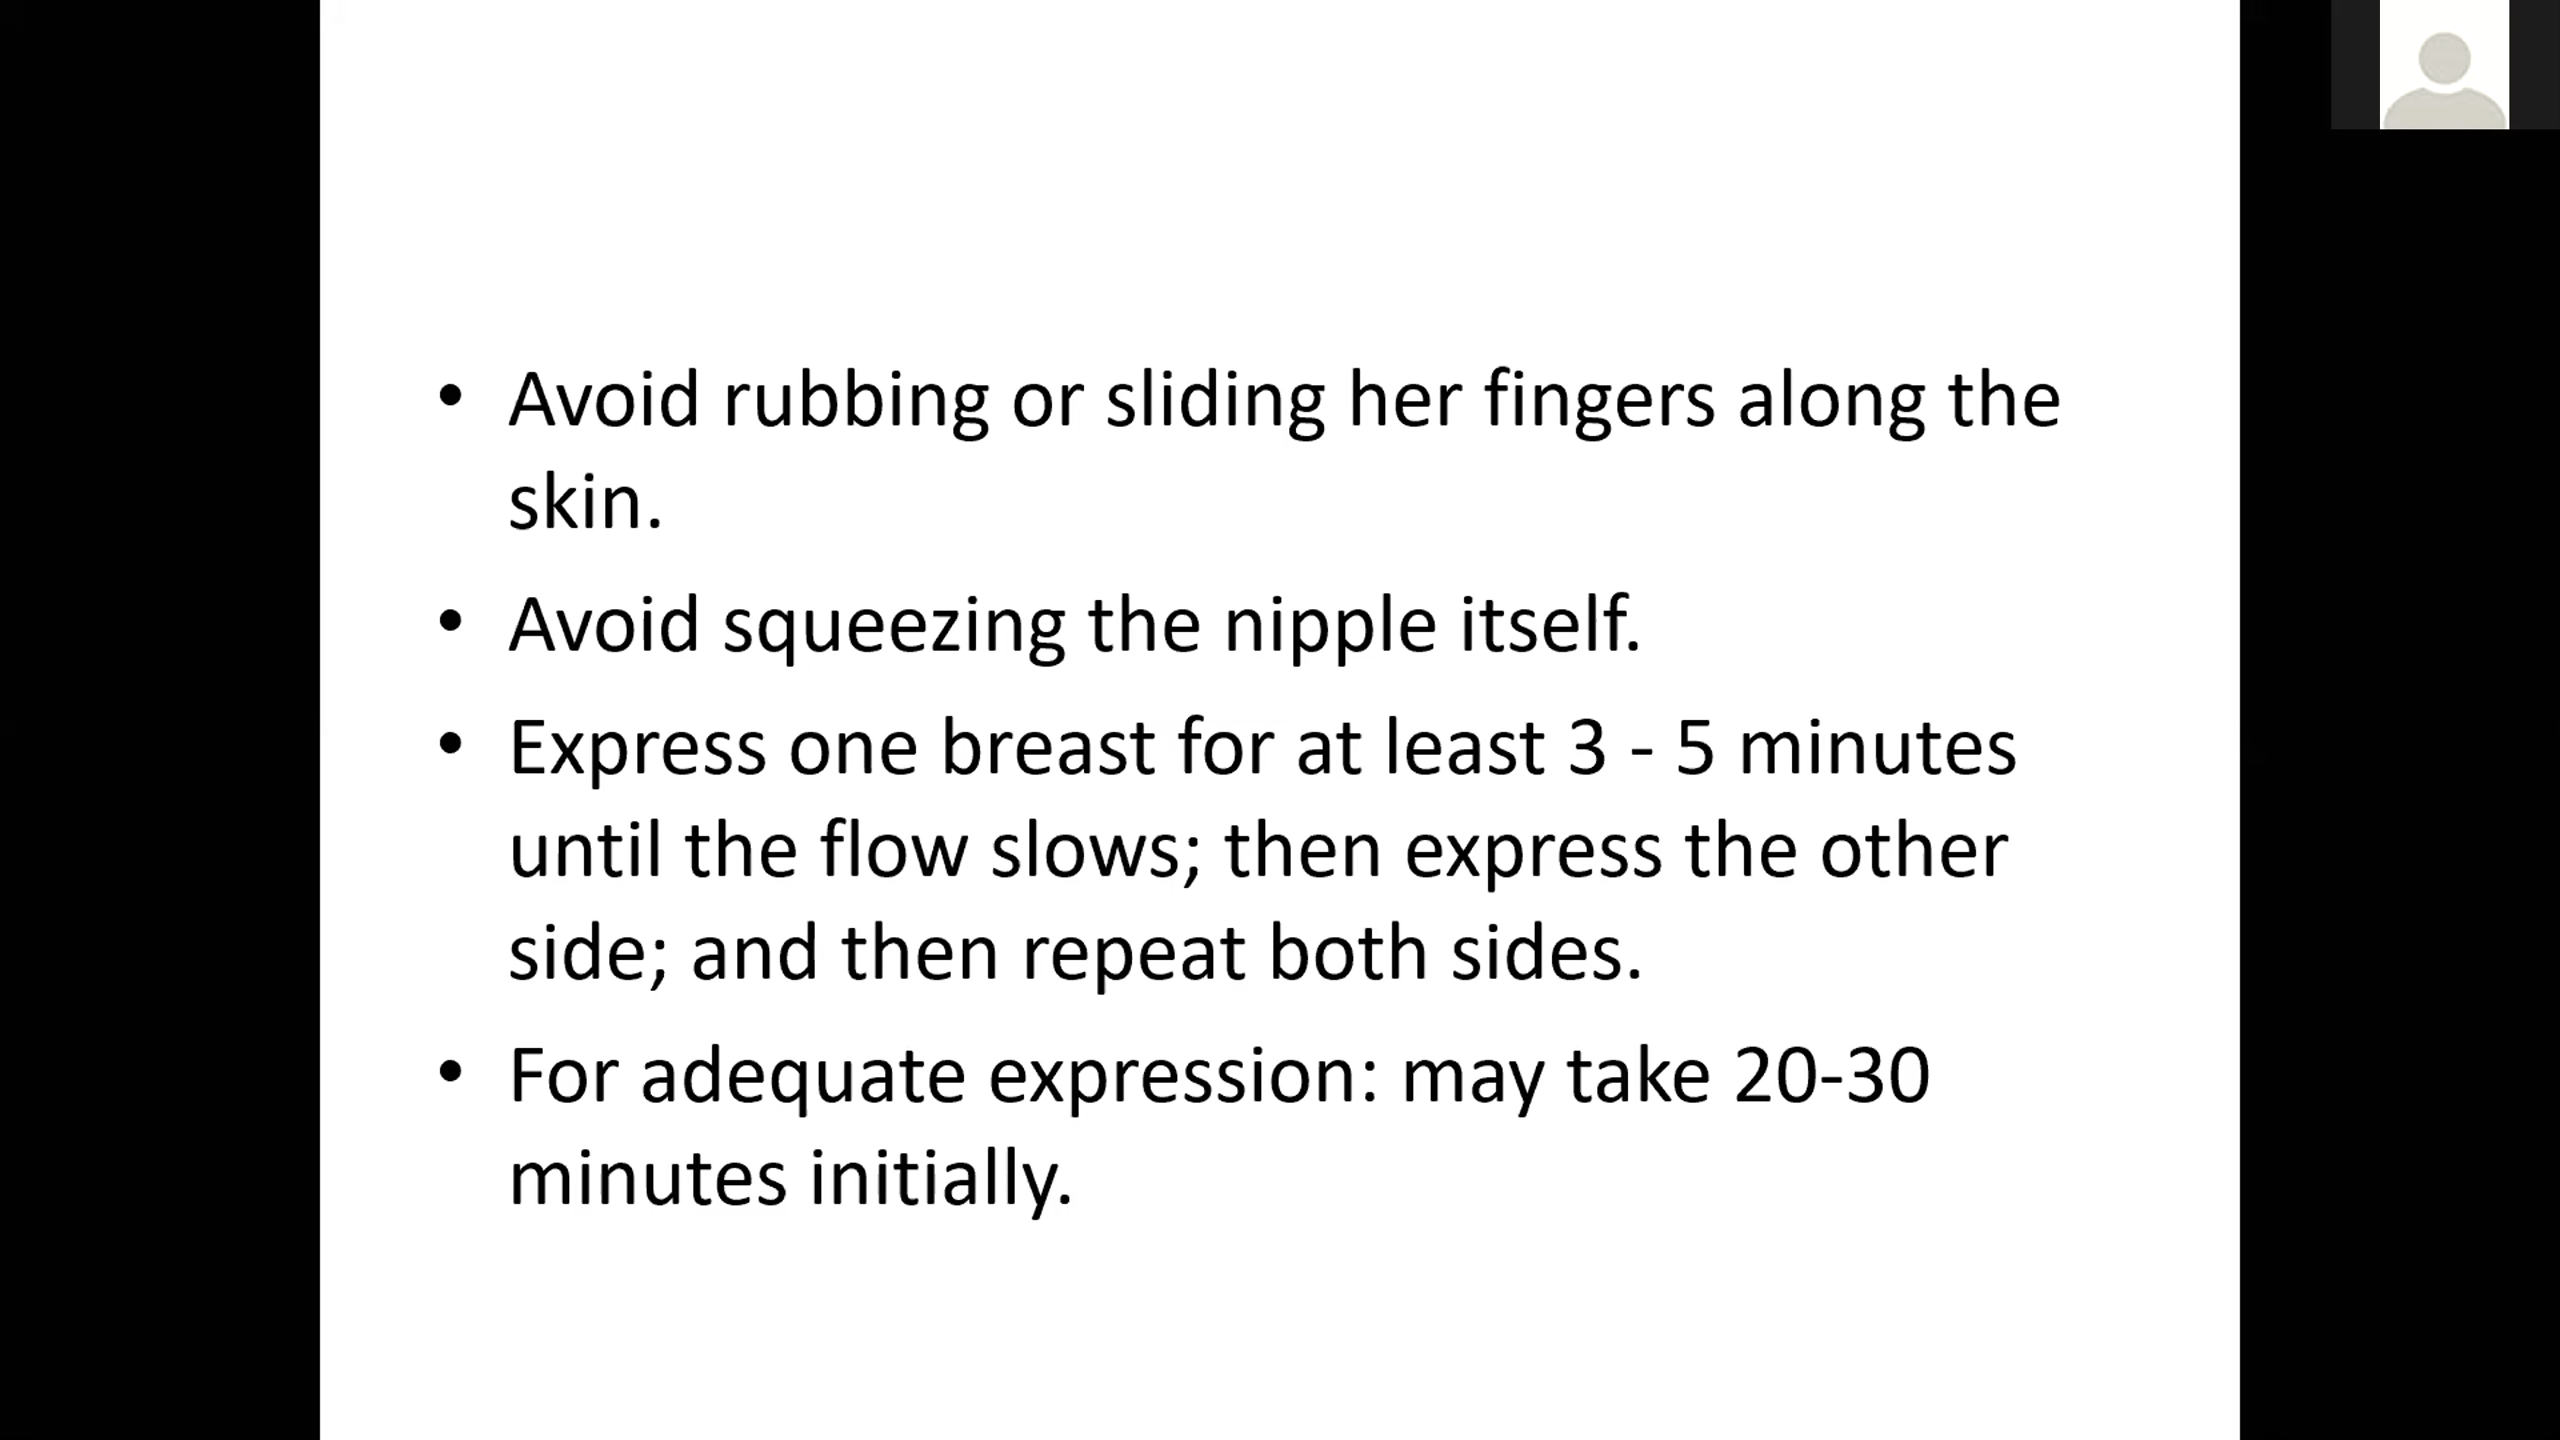 • Avoid rubbing or sliding her fingers along the
skin.
• Avoid squeezing the nipple itself.
• Express one breast for at least 3 - 5 minutes
until the flow slows; then express the other
side; and then repeat both sides.
• For adequate expression: may take 20-30
minutes initially.